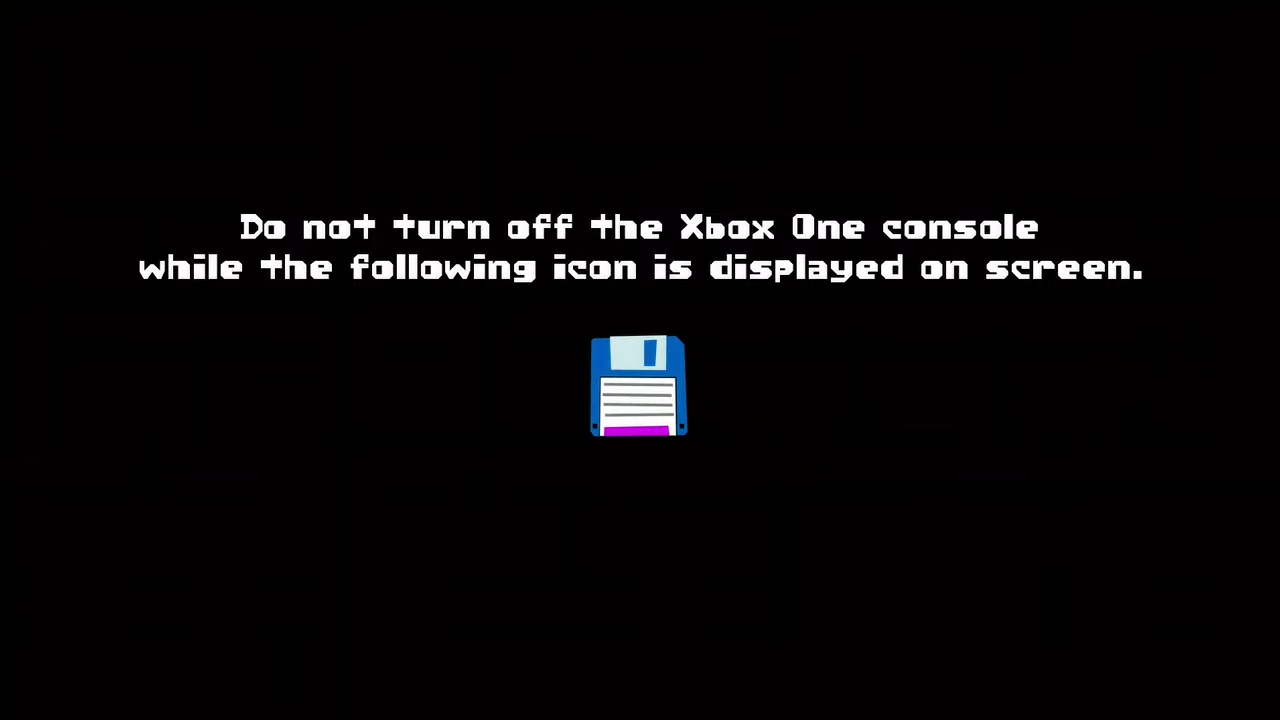 Do not turn off the Xbox One console
while the following icon is displayed on screen.